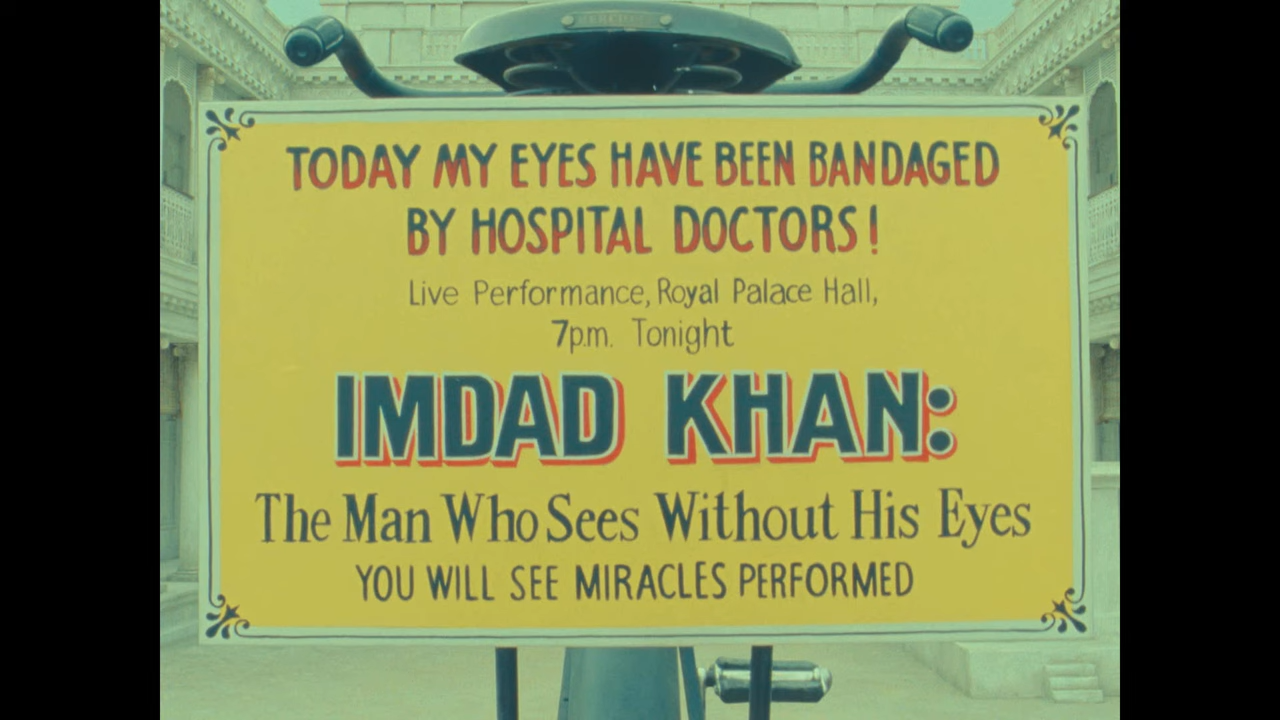 TODAY MY EYES HAVE BEEN BANDAGED
BY HOSPITAL DOCTORS!
Live Performance, Royal Palace Hall,
7p.m. Tonight
IMDAD KHAN:
The Man Who Sees Without His Eyes
YOU WILL SEE MIRACLES PERFORMED